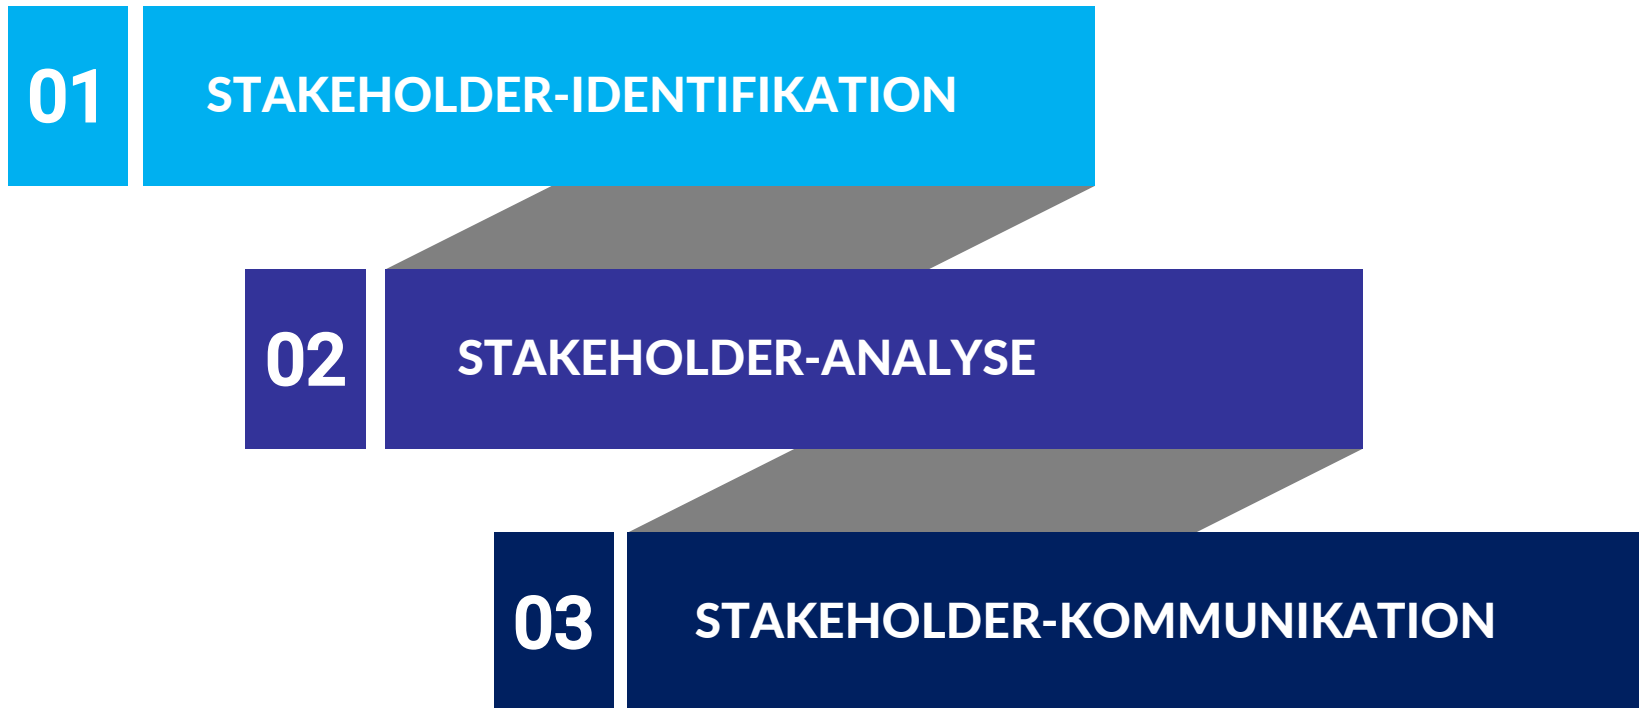 01
STAKEHOLDER-IDENTIFIKATION
02
STAKEHOLDER-ANALYSE
03
STAKEHOLDER-KOMMUNIKATION